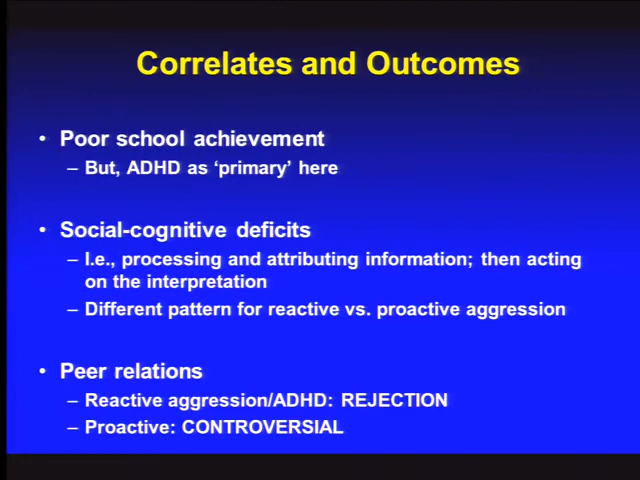 Correlates and Outcomes
• Poor school achievement
– But, ADHD as ‘primary’ here
• Social-cognitive deficits
– I.e., processing and attributing information; then acting
on the interpretation
– Different pattern for reactive vs. proactive aggression
• Peer relations
– Reactive aggression/ADHD: REJECTION
– Proactive: CONTROVERSIAL